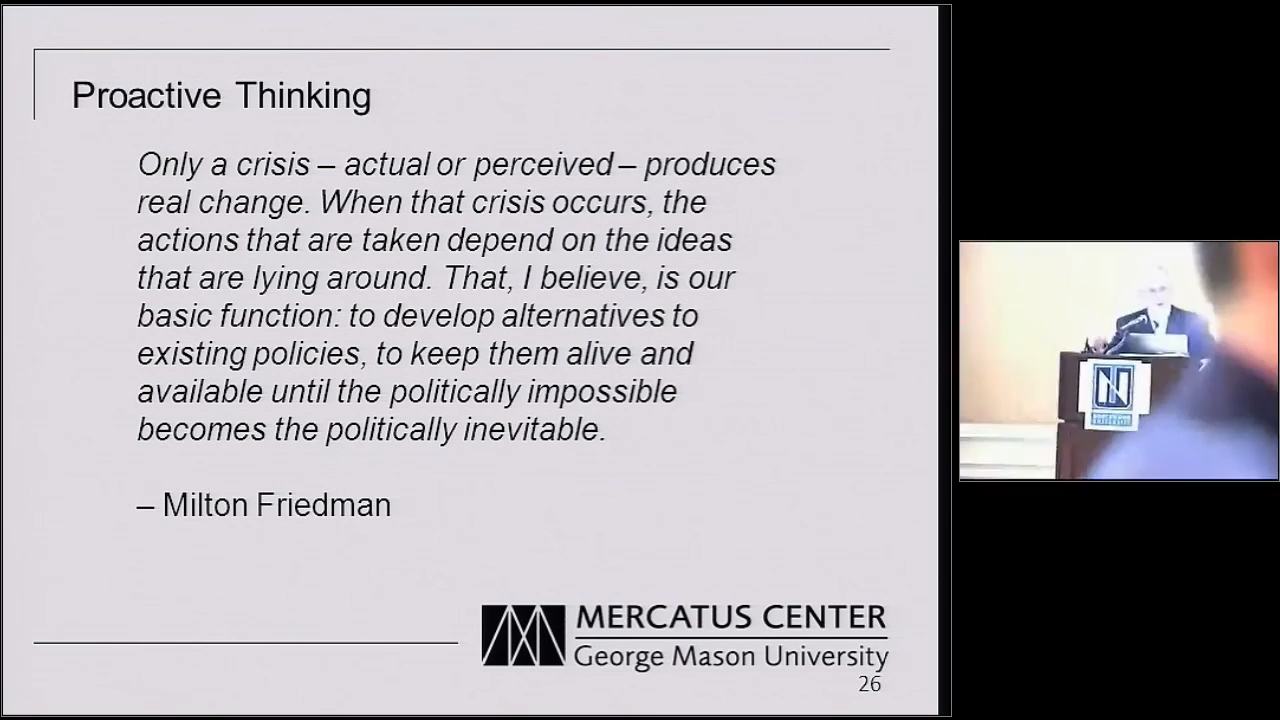 Proactive Thinking
Only a crisis – actual or perceived – produces
real change. When that crisis occurs, the
actions that are taken depend on the ideas
that are lying around. That, I believe, is our
basic function: to develop alternatives to
existing policies, to keep them alive and
available until the politically impossible
becomes the politically inevitable.
– Milton Friedman
MERCATUS CENTER
George Mason University
26